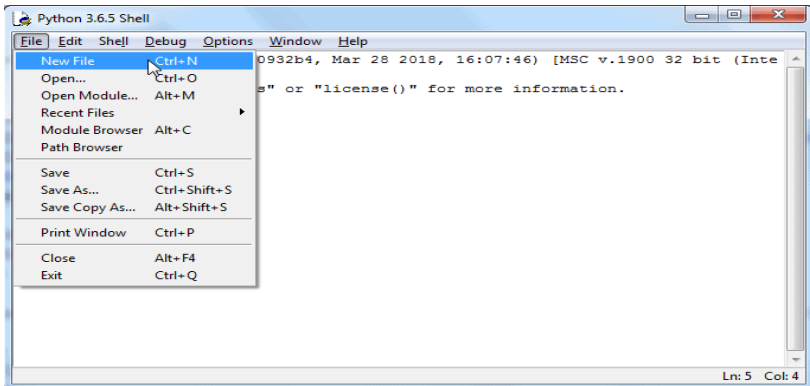 Python 3.6.5 Shell
File Edit Shell Debug Options Window Help
New File Ctrl+N
0932b4, Mar 28 2018, 16:07:46) [MSC v.1900 32 bit (Inte
Open... Ctrl+O
s" or "license()" for more information.
Open Module... Alt+M
Recent Files
Module Browser Alt+C
Path Browser
Save Ctrl+S
Save As... Ctrl+Shift+S
Save Copy As... Alt+Shift+S
Print Window Ctrl+P
Close Alt+F4
Exit Ctrl+Q
Ln: 5 Col: 4